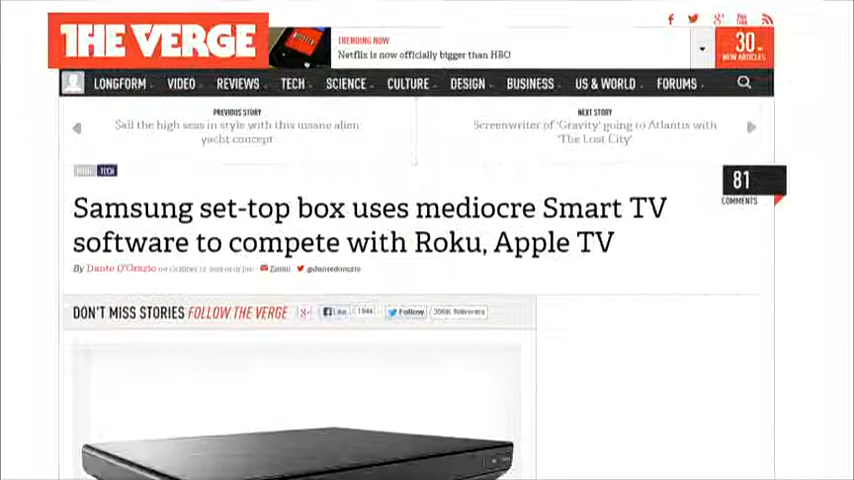 THE VERGE
TRENDING NOW
Netflix is now officially bigger than HBO
30
NEW ARTICLES
LONGFORM VIDEO REVIEWS TECH SCIENCE CULTURE DESIGN BUSINESS US & WORLD FORUMS
PREVIOUS STORY
Sail the high seas in style with this insane alien yacht concept
NEXT STORY
Screenwriter of 'Gravity' going to Atlantis with 'The Lost City'
TECH
81
COMMENTS
Samsung set-top box uses mediocre Smart TV
software to compete with Roku, Apple TV
By Dante D'Orazio
Email @dantedorazio
DON'T MISS STORIES FOLLOW THE VERGE
Like
Follow
followers